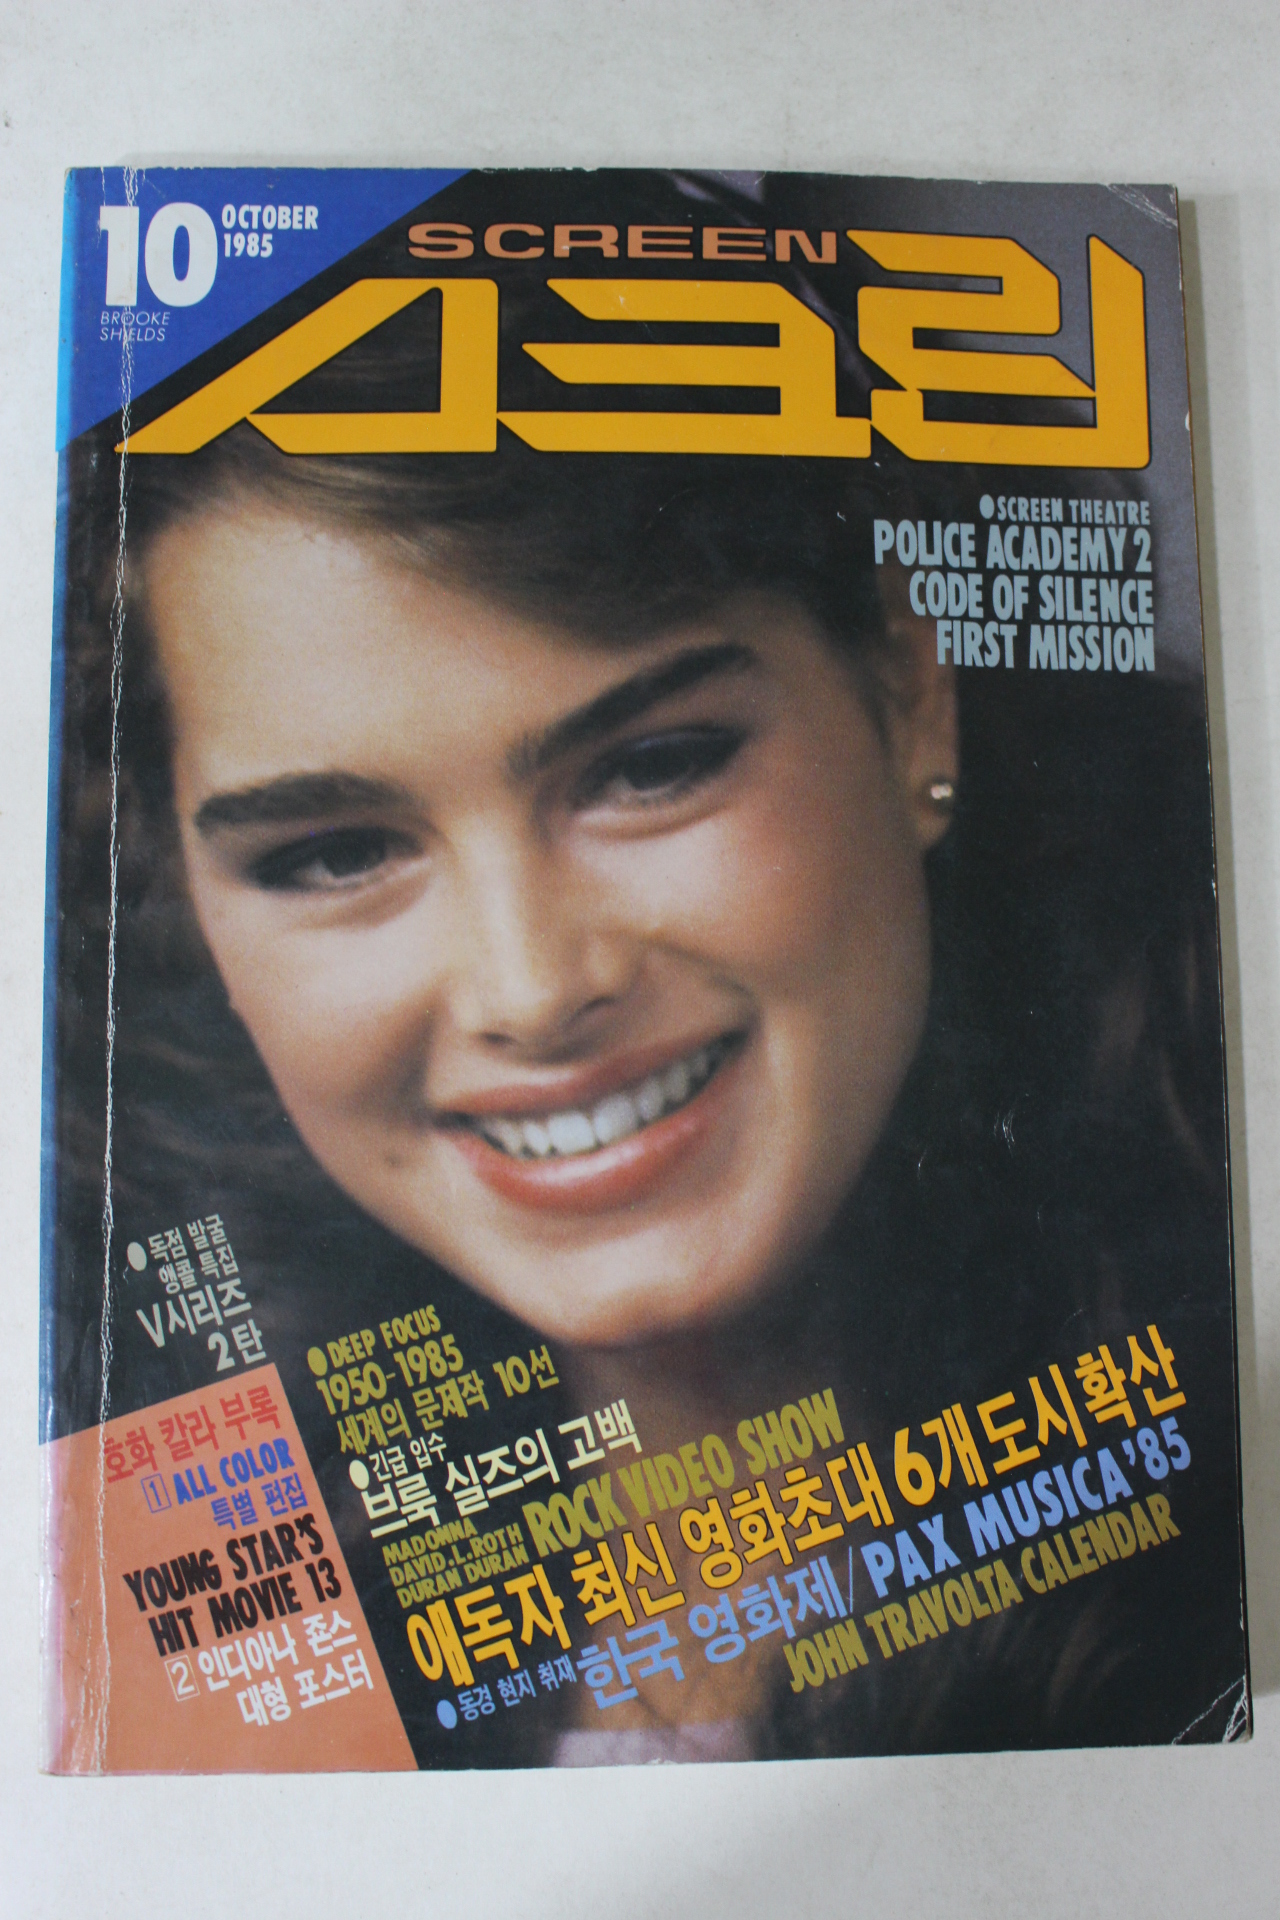 10 OCTOBER
1985
BROOKE
SHIELDS
SCREEN
스크린
●SCREEN THEATRE
POLICE ACADEMY 2
CODE OF SILENCE
FIRST MISSION
●독점 발굴
앵콜 특집
V시리즈
2탄
호화 칼라 부록
1 ALL COLOR
특별 편집
YOUNG STAR'S
HIT MOVIE 13
2 인디아나 죤스
대형 포스터
●DEEP FOCUS
1950-1985
세계의 문제작 10선
●긴급 입수
브룩 실즈의 고백
MADONNA
DAVID.L.ROTH
DURAN DURAN
ROCK VIDEO SHOW
애독자 최신 영화초대 6개도시확산
●동경 현지 취재 한국 영화제/PAX MUSICA'85
JOHN TRAVOLTA CALENDAR